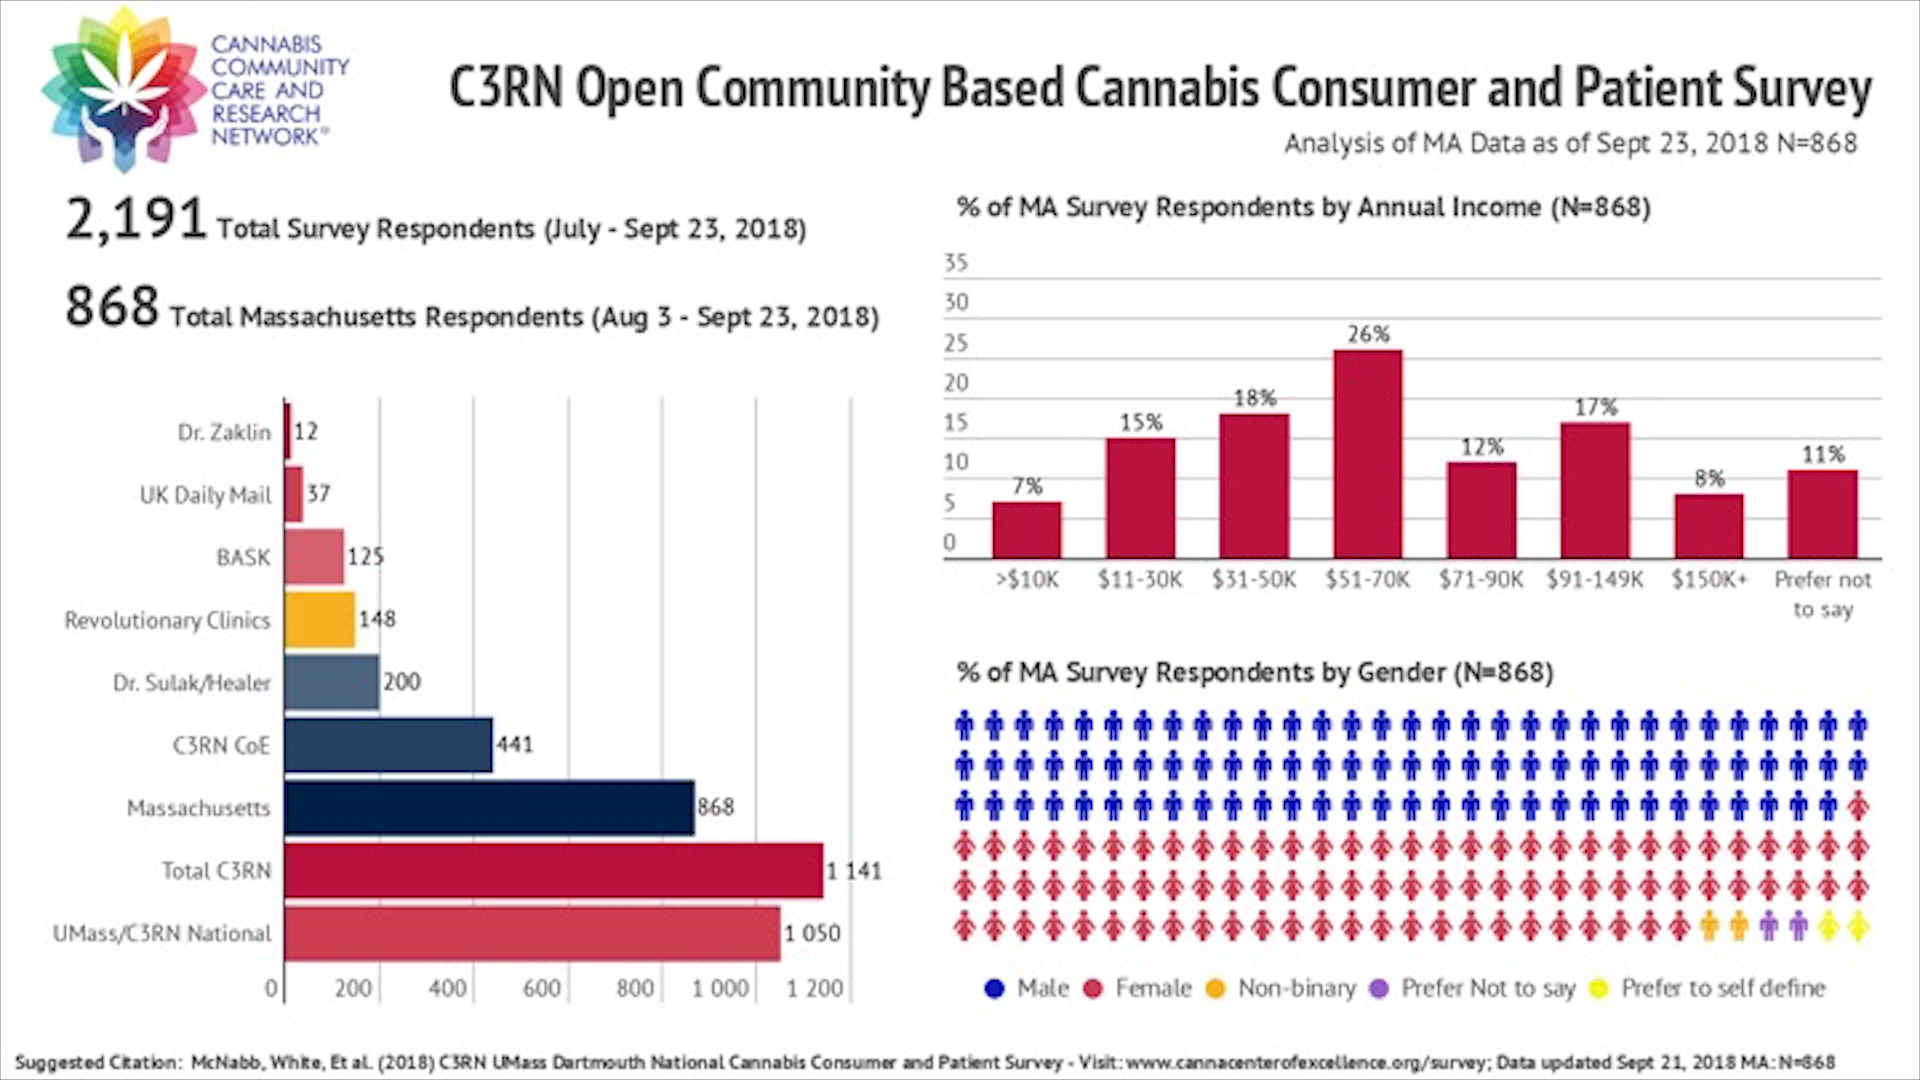 CANNABIS
COMMUNITY
CARE AND
RESEARCH
NETWORK®
C3RN Open Community Based Cannabis Consumer and Patient Survey
Analysis of MA Data as of Sept 23, 2018 N=868
2,191 Total Survey Respondents (July - Sept 23, 2018)
868 Total Massachusetts Respondents (Aug 3 - Sept 23, 2018)
Dr. Zaklin 12
UK Daily Mail 37
BASK 125
Revolutionary Clinics 148
Dr. Sulak/Healer 200
C3RN CoE 441
Massachusetts 868
Total C3RN 1 141
UMass/C3RN National 1 050
0 200 400 600 800 1 000 1 200
% of MA Survey Respondents by Annual Income (N=868)
35
30
25
20
15
10
5
0
7% 15% 18% 26% 12% 17% 8% 11%
>$10K $11-30K $31-50K $51-70K $71-90K $91-149K $150K+ Prefer not
to say
% of MA Survey Respondents by Gender (N=868)
Male Female Non-binary Prefer Not to say Prefer to self define
Suggested Citation: McNabb, White, Et al. (2018) C3RN UMass Dartmouth National Cannabis Consumer and Patient Survey - Visit: www.cannacenterofexcellence.org/survey; Data updated Sept 21, 2018 MA: N=868